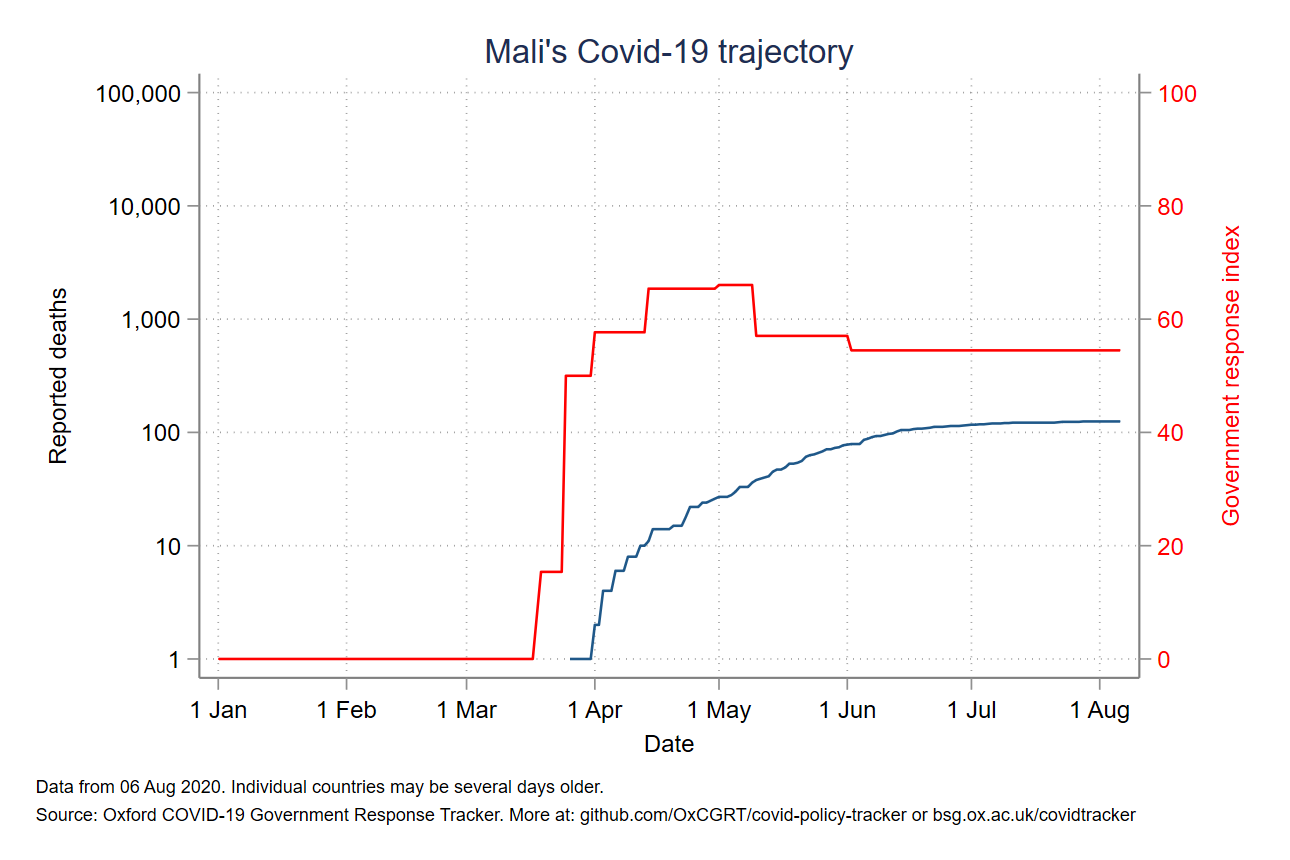 Mali's Covid-19 trajectory
100,000
10,000
1,000
100
10
1
Reported deaths
100
80
60
40
20
0
Government response index
1 Jan
1 Feb
1 Mar
1 Apr
1 May
1 Jun
1 Jul
1 Aug
Date
Data from 06 Aug 2020. Individual countries may be several days older.
Source: Oxford COVID-19 Government Response Tracker. More at: github.com/OxCGRT/covid-policy-tracker or bsg.ox.ac.uk/covidtracker